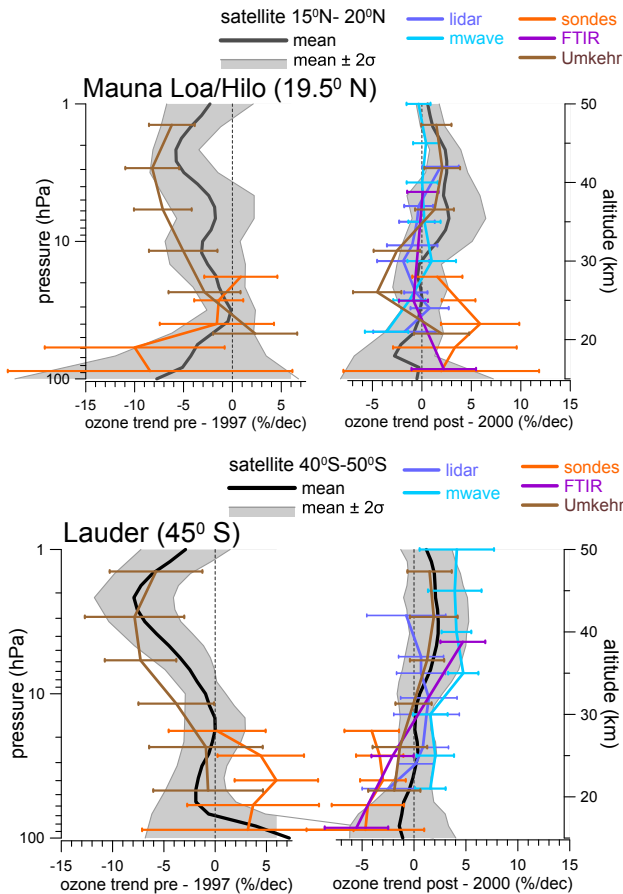 satellite 15⁰N- 20⁰N
mean
mean ± 2σ
lidar
mwave
sondes
FTIR
Umkehr
Mauna Loa/Hilo (19.5⁰ N)
1
10
100
pressure (hPa)
-15 -10 -5 0 5
ozone trend pre - 1997 (%/dec)
-5 0 5 10 15
ozone trend post - 2000 (%/dec)
50
40
30
20
altitude (km)
satellite 40⁰S-50⁰S
mean
mean ± 2σ
lidar
mwave
sondes
FTIR
Umkehr
Lauder (45⁰ S)
1
10
100
pressure (hPa)
-15 -10 -5 0 5
ozone trend pre - 1997 (%/dec)
-5 0 5 10 15
ozone trend post - 2000 (%/dec)
50
40
30
20
altitude (km)